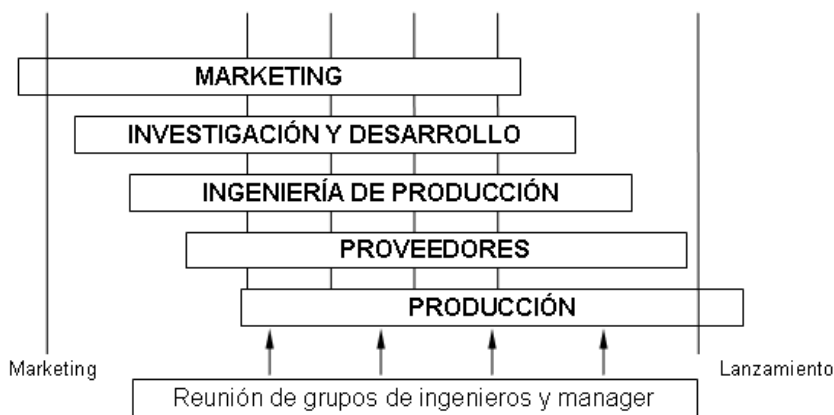 MARKETING
INVESTIGACIÓN Y DESARROLLO
INGENIERÍA DE PRODUCCIÓN
PROVEEDORES
PRODUCCIÓN
Marketing
Lanzamiento
Reunión de grupos de ingenieros y manager